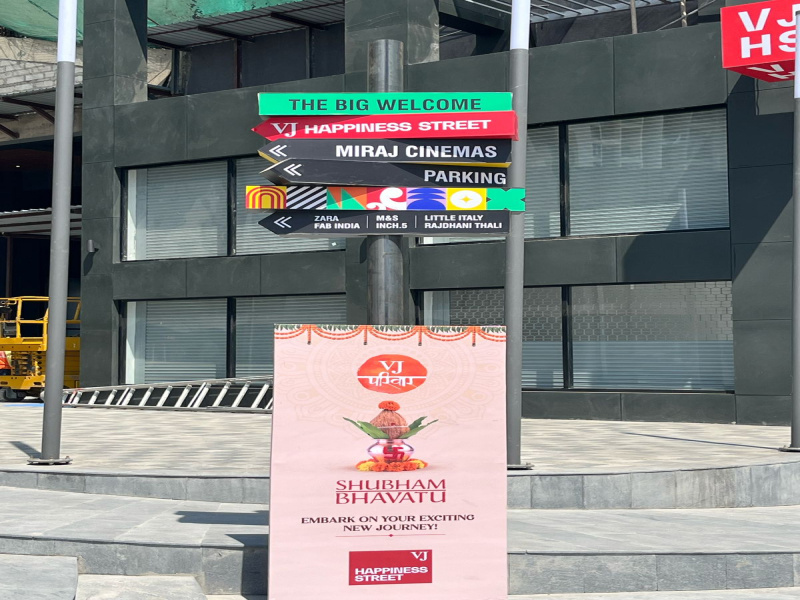 THE BIG WELCOME
VJ HAPPINESS STREET
MIRAJ CINEMAS
PARKING
ZARA | M&S | LITTLE ITALY
FAB INDIA | INCH.5 | RAJDHANI THALI
VJ
HS
VJ
VJ
परिवार
SHUBHAM
BHAVATU
EMBARK ON YOUR EXCITING
NEW JOURNEY!
VJ
HAPPINESS
STREET